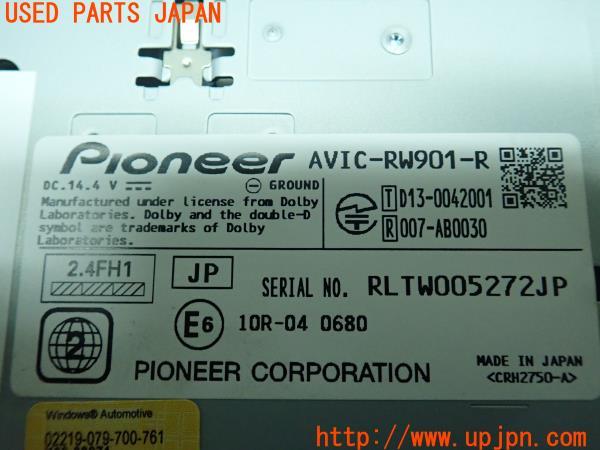 USED PARTS JAPAN
Pioneer AVIC-RW901-R
DC.14.4 V
GROUND
Manufactured under license from Dolby
Laboratories. Dolby and the double-D
symbol are trademarks of Dolby
Laboratories.
T D13-0042001
R 007-AB0030
2.4FH1
JP
SERIAL NO. RLTW005272JP
2
E6 10R-04 0680
PIONEER CORPORATION
MADE IN JAPAN
<CRH2750-A>
Windows® Automotive
02219-079-700-761
UPJ
www.upjpn.com